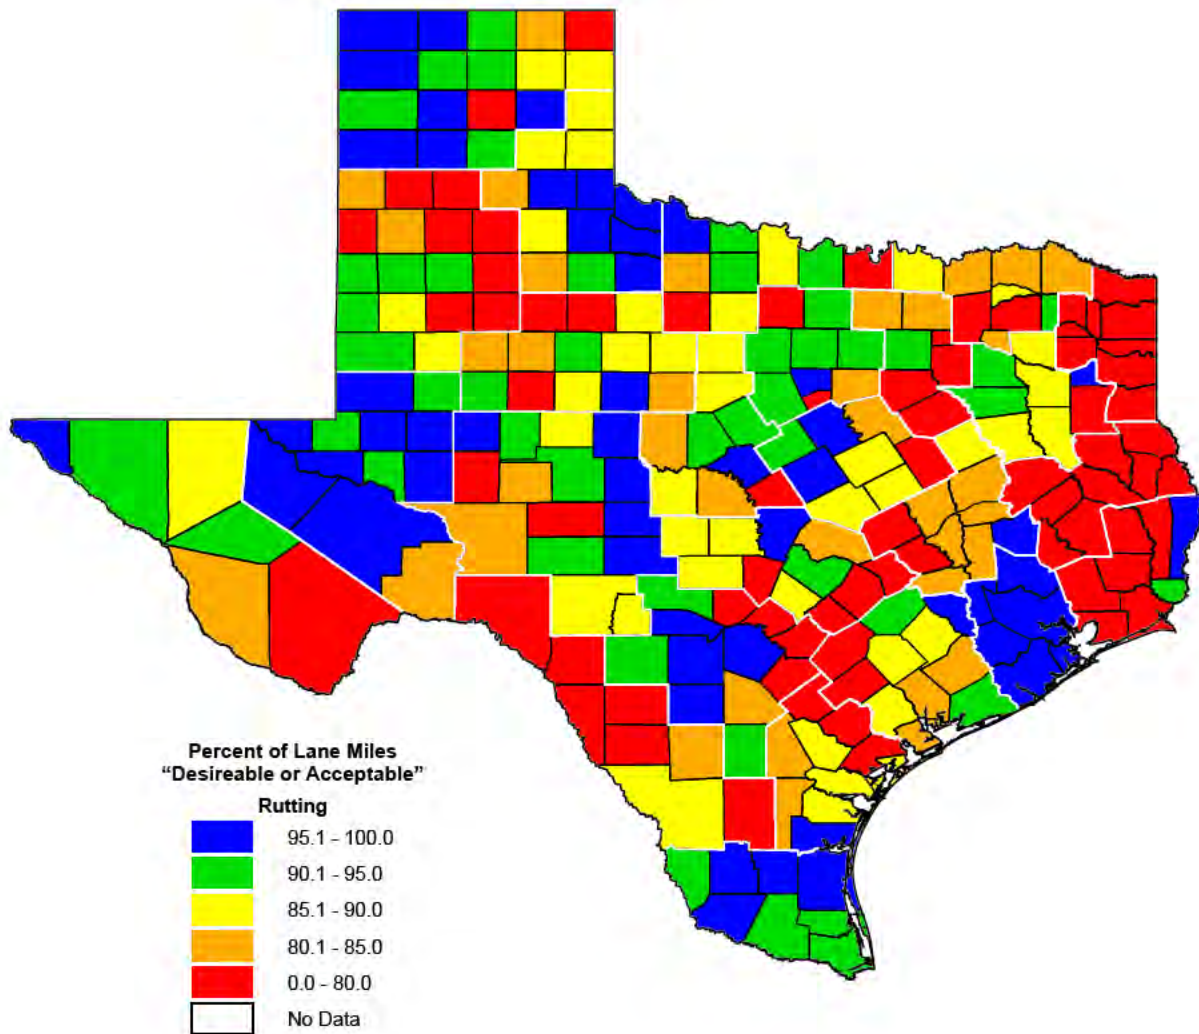 Percent of Lane Miles
“Desireable or Acceptable”
Rutting
95.1 - 100.0
90.1 - 95.0
85.1 - 90.0
80.1 - 85.0
0.0 - 80.0
No Data